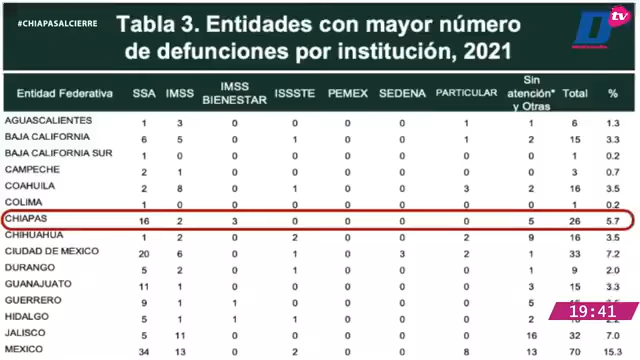 #CHIAPASALCIERRE
Tabla 3. Entidades con mayor número
de defunciones por institución, 2021
tv
Entidad Federativa SSA IMSS IMSS BIENESTAR ISSSTE PEMEX SEDENA PARTICULAR Sin atención* y Otras Total %
AGUASCALIENTES 1 3 0 0 0 0 1 1 6 1.3
BAJA CALIFORNIA 6 5 0 1 0 0 1 2 15 3.3
BAJA CALIFORNIA SUR 1 0 0 0 0 0 0 0 1 0.2
CAMPECHE 2 1 0 0 0 0 0 0 3 0.7
COAHUILA 2 8 0 1 0 0 3 2 16 3.5
COLIMA 1 0 0 0 0 0 0 0 1 0.2
CHIAPAS 16 2 3 0 0 0 0 5 26 5.7
CHIHUAHUA 1 2 0 2 0 0 2 9 16 3.5
CIUDAD DE MEXICO 20 6 0 1 0 3 2 1 33 7.2
DURANGO 5 2 0 1 0 0 0 1 9 2.0
GUANAJUATO 11 1 0 0 0 0 0 3 15 3.3
GUERRERO 9 1 1 0 0 0 0 5
HIDALGO 5 1 1 1 0 0 0 2
19:41
JALISCO 5 11 0 0 0 0 0 16 32 7.0
MEXICO 34 13 0 2 0 0 8 13 70 15.3